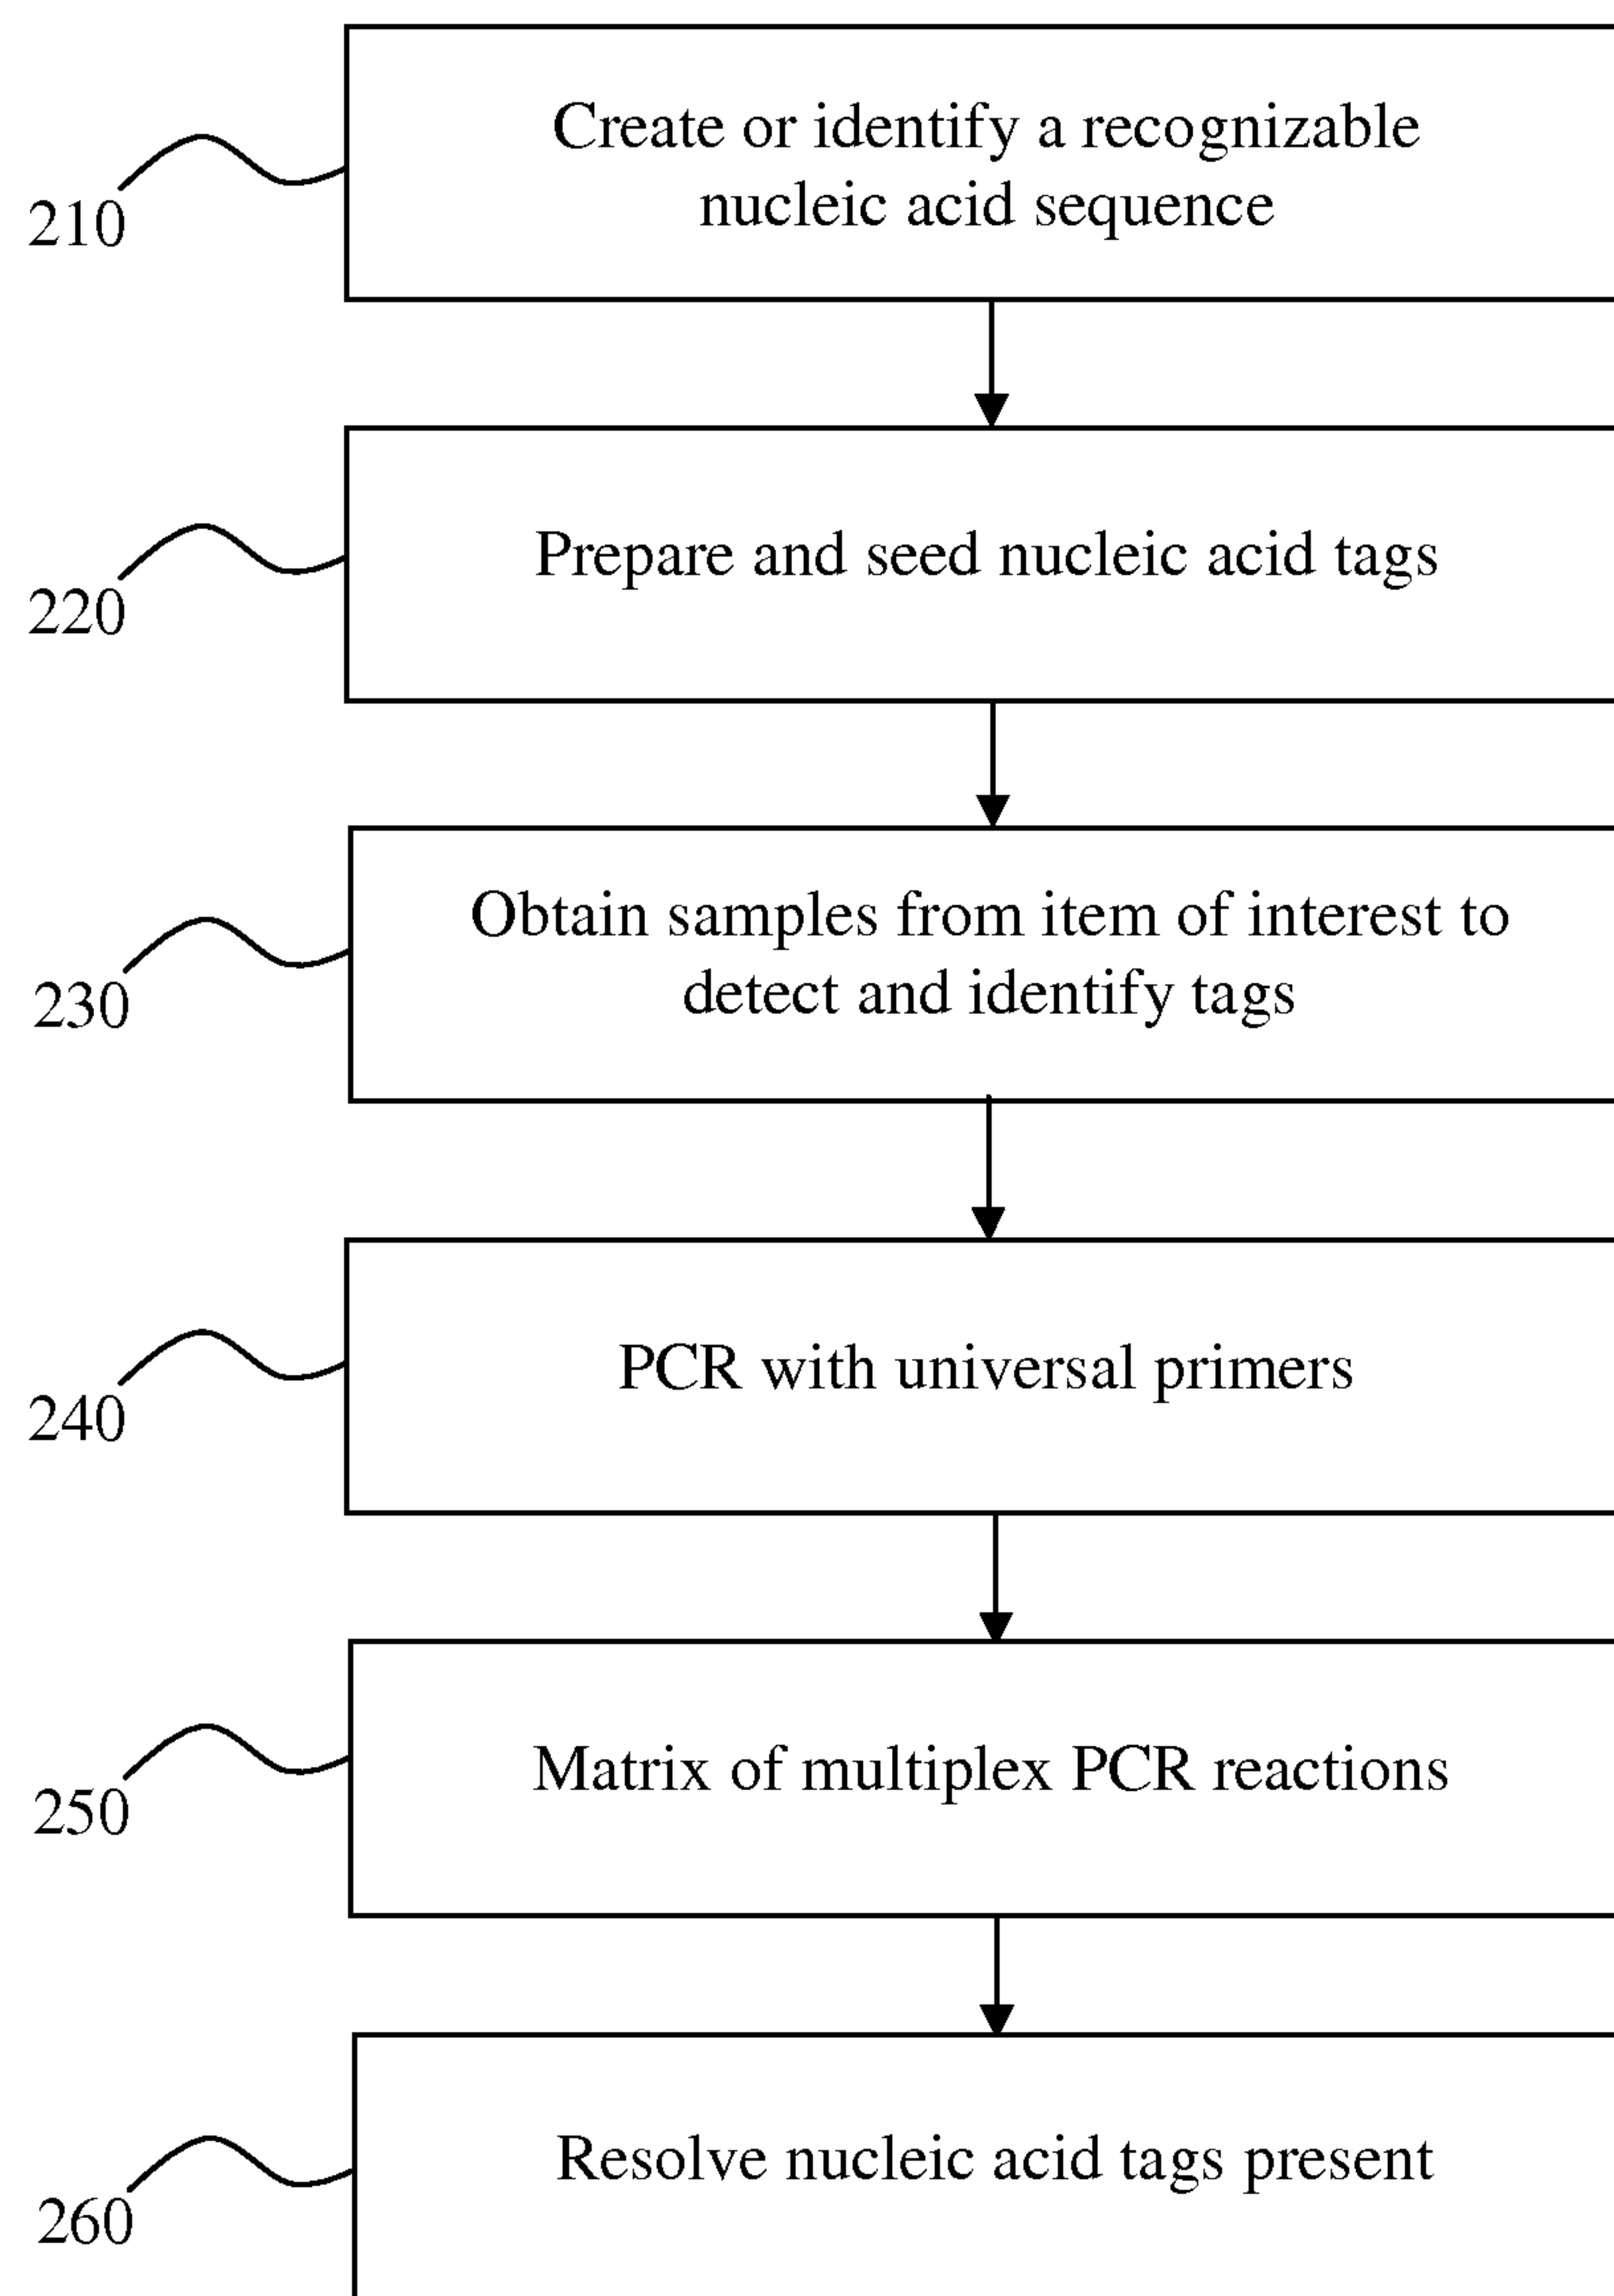 Create or identify a recognizable
nucleic acid sequence
210
Prepare and seed nucleic acid tags
220
Obtain samples from item of interest to
detect and identify tags
230
PCR with universal primers
240
Matrix of multiplex PCR reactions
250
Resolve nucleic acid tags present
260